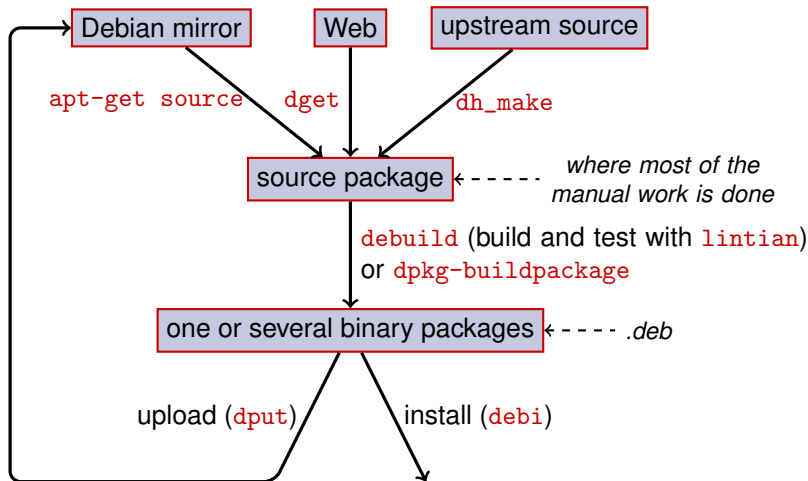 Debian mirror
Web
upstream source
apt-get source
dget
dh_make
source package
where most of the
manual work is done
debuild (build and test with lintian)
or dpkg-buildpackage
one or several binary packages
.deb
upload (dput)
install (debi)